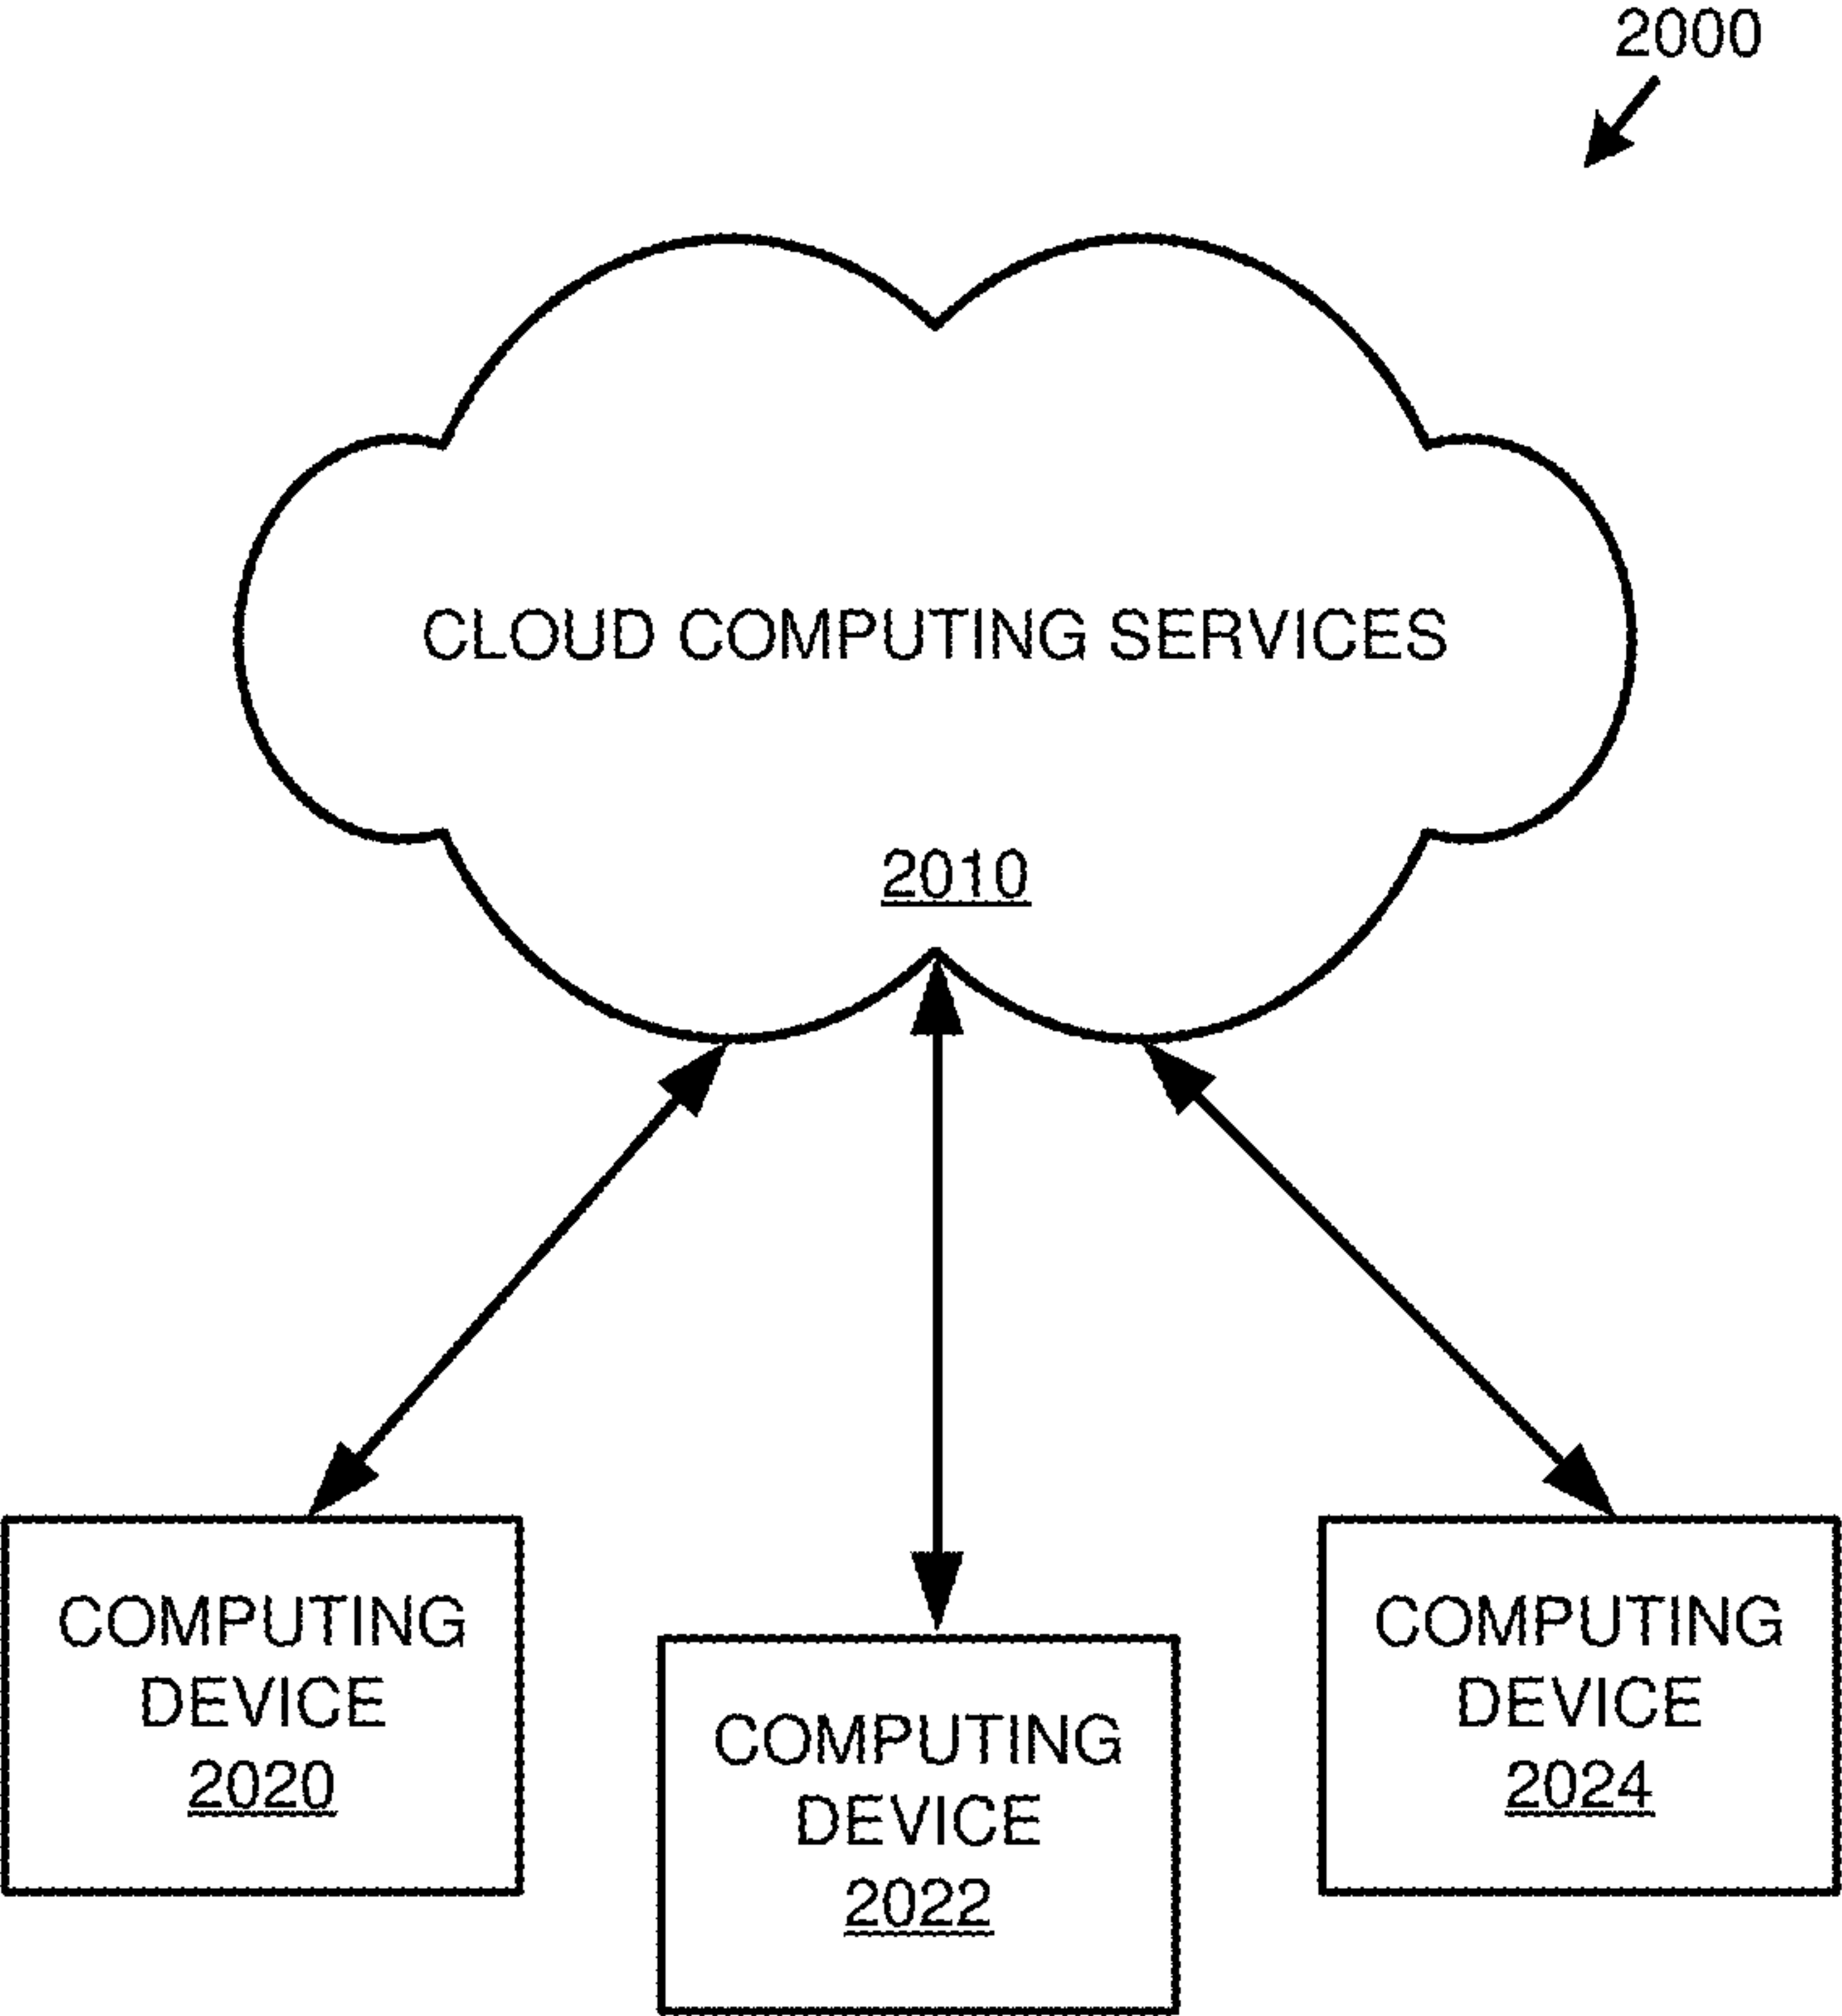 2000
CLOUD COMPUTING SERVICES
2010
COMPUTING
DEVICE
2020
COMPUTING
DEVICE
2022
COMPUTING
DEVICE
2024